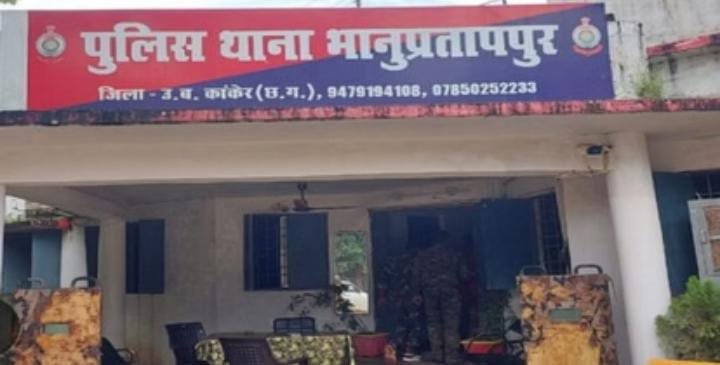 पुलिस थाना भानुप्रतापपुर
जिला - उ.ब. कांकेर (छ.ग.), 9479194108, 07850252233